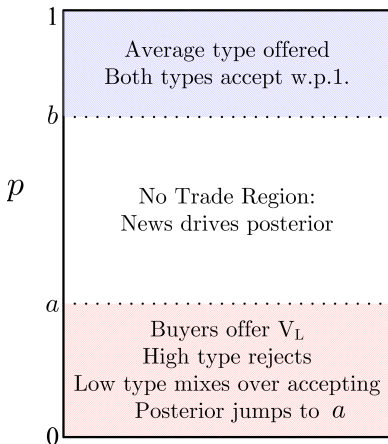 1
Average type offered
Both types accept w.p.1.
b
p
No Trade Region:
News drives posterior
a
Buyers offer V_L
High type rejects
Low type mixes over accepting
Posterior jumps to a
0